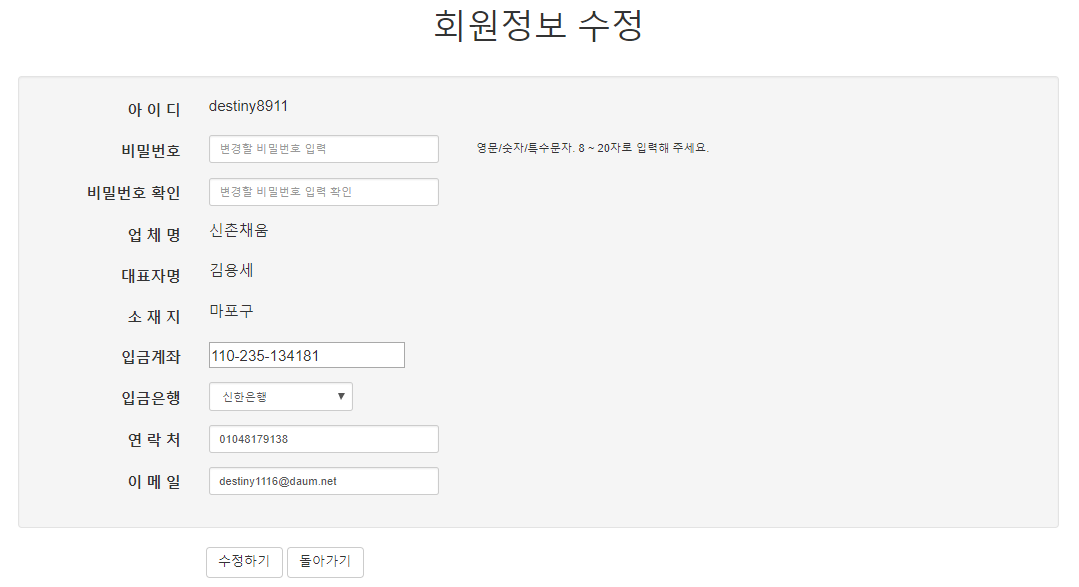 회원정보 수정
아 이 디 destiny8911
비밀번호 변경할 비밀번호 입력 영문/숫자/특수문자. 8 ~ 20자로 입력해 주세요.
비밀번호 확인 변경할 비밀번호 입력 확인
업 체 명 신촌채움
대표자명 김용세
소 재 지 마포구
입금계좌 110-235-134181
입금은행 신한은행 ▼
연 락 처 01048179138
이 메 일 destiny1116@daum.net
수정하기 돌아가기